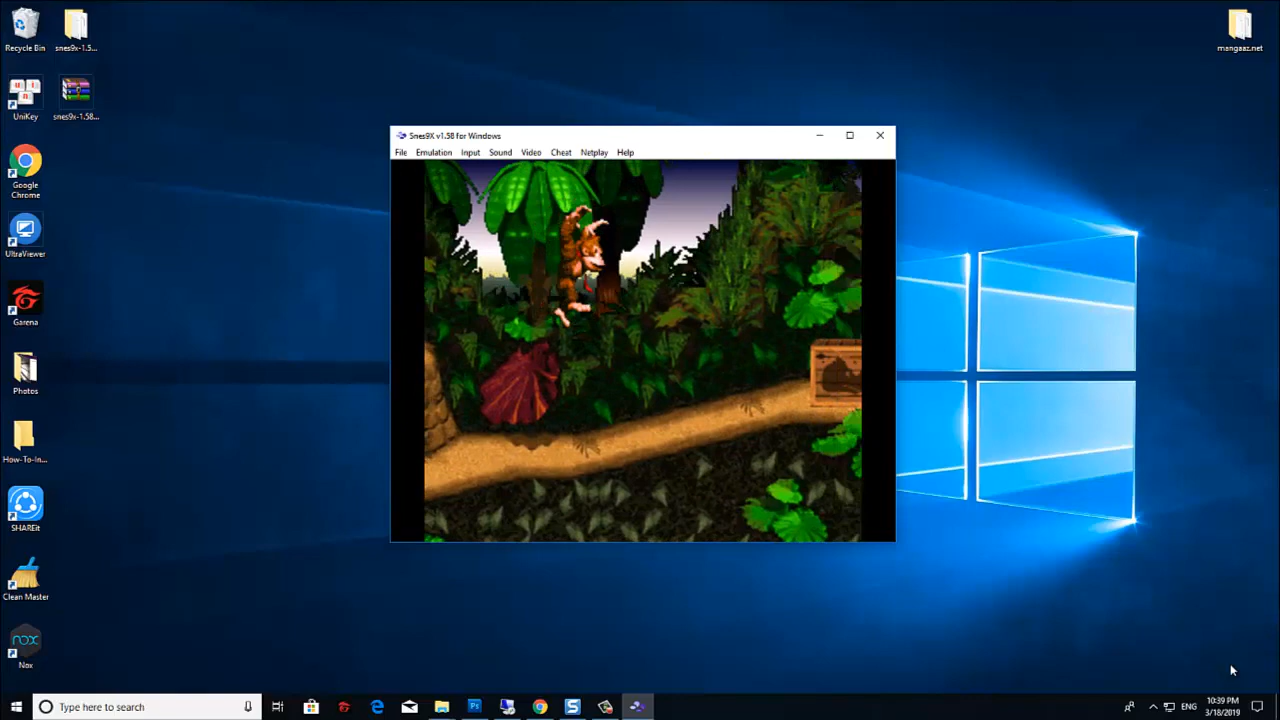 Recycle Bin
snes9x-1.5...
mangaaz.net
UniKey
snes9x-1.58...
Google
Chrome
UltraViewer
Garena
Photos
How-To-In...
SHAREit
Clean Master
nox
Nox
Snes9X v1.58 for Windows
File Emulation Input Sound Video Cheat Netplay Help
Type here to search
Ps
ENG
10:39 PM
3/18/2019